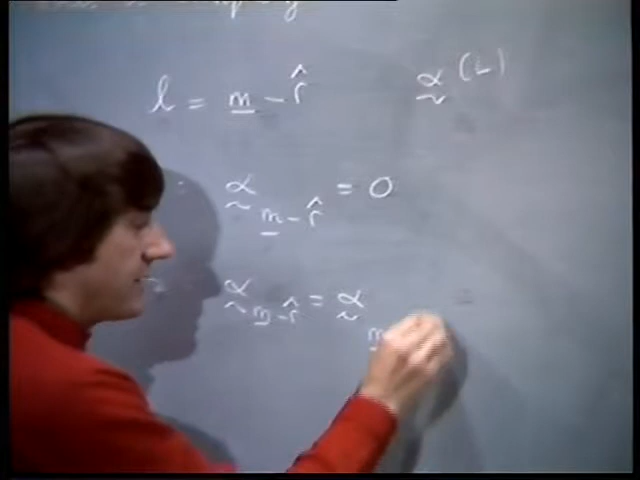 l = m - r̂ α (L)
α m - r̂ = 0
α m - r̂ = α m